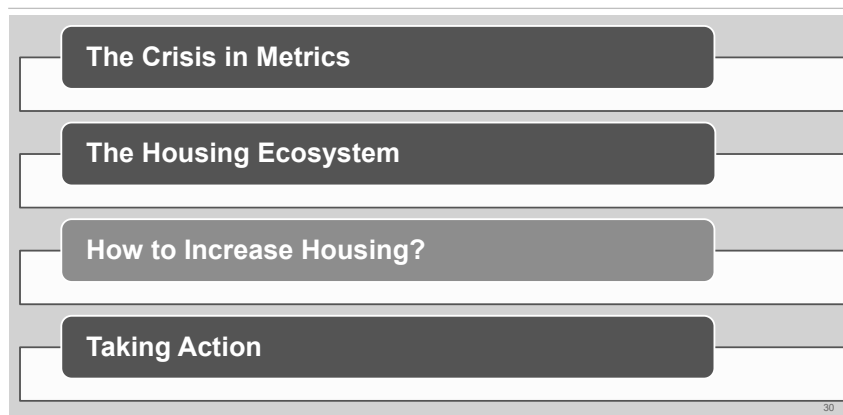 The Crisis in Metrics
The Housing Ecosystem
How to Increase Housing?
Taking Action
30